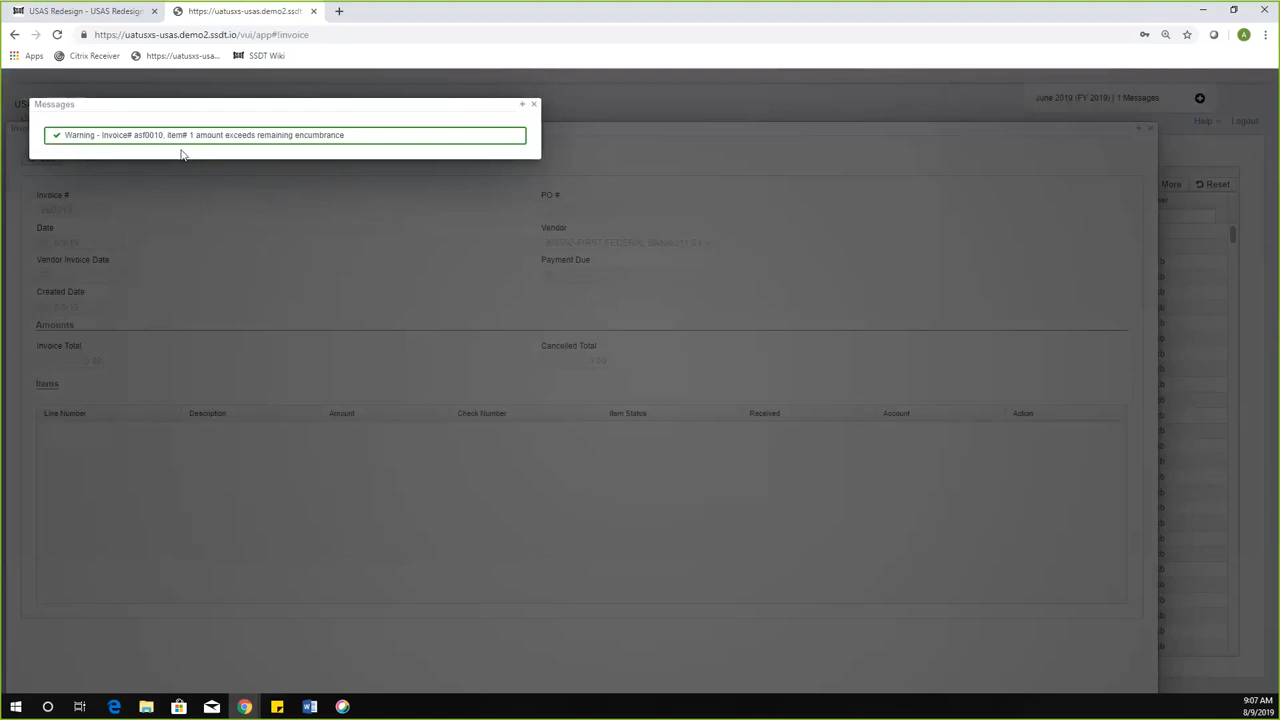 USAS Redesign - USAS Redesign
https://uatusxs-usas.demo2.ssdt
https://uatusxs-usas.demo2.ssdt.io/vui/app#!invoice
A
Apps
Citrix Receiver
https://uatusxs-usa...
SSDT Wiki
June 2019 (FY 2019) | 1 Messages
Help
Logout
Messages
Warning - Invoice# asf0010, item# 1 amount exceeds remaining encumbrance
More
Reset
Invoice #
PO #
Date
Vendor
Vendor Invoice Date
Payment Due
Created Date
Amounts
Invoice Total
Cancelled Total
Items
Line Number
Description
Amount
Check Number
Item Status
Received
Account
Action
9:07 AM
8/9/2019